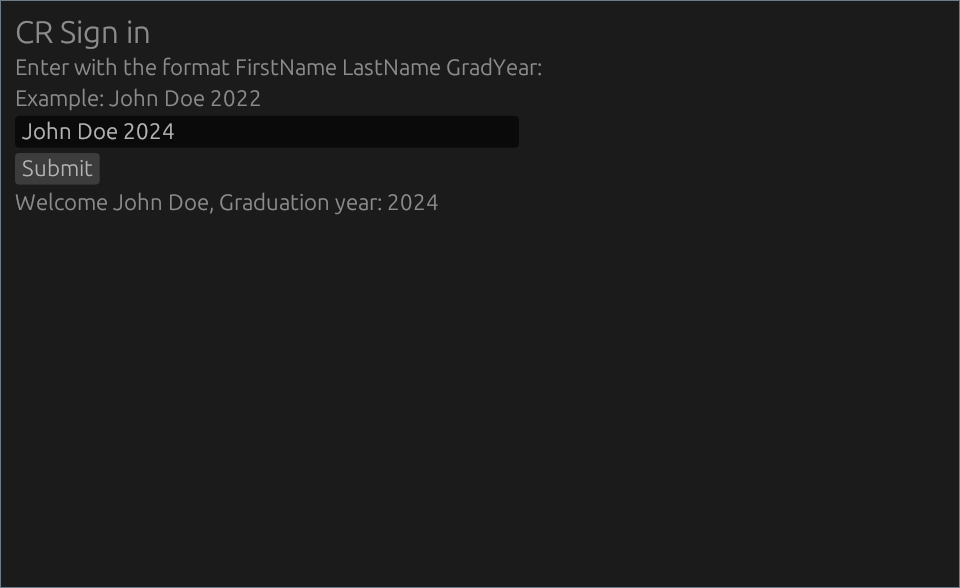 CR Sign in
Enter with the format FirstName LastName GradYear:
Example: John Doe 2022
John Doe 2024
Submit
Welcome John Doe, Graduation year: 2024